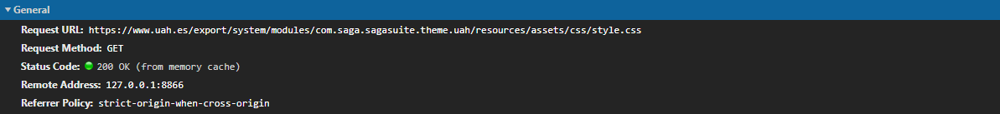 General
Request URL: https://www.uah.es/export/system/modules/com.saga.sagasuite.theme.uah/resources/assets/css/style.css
Request Method: GET
Status Code: 200 OK (from memory cache)
Remote Address: 127.0.0.1:8866
Referrer Policy: strict-origin-when-cross-origin